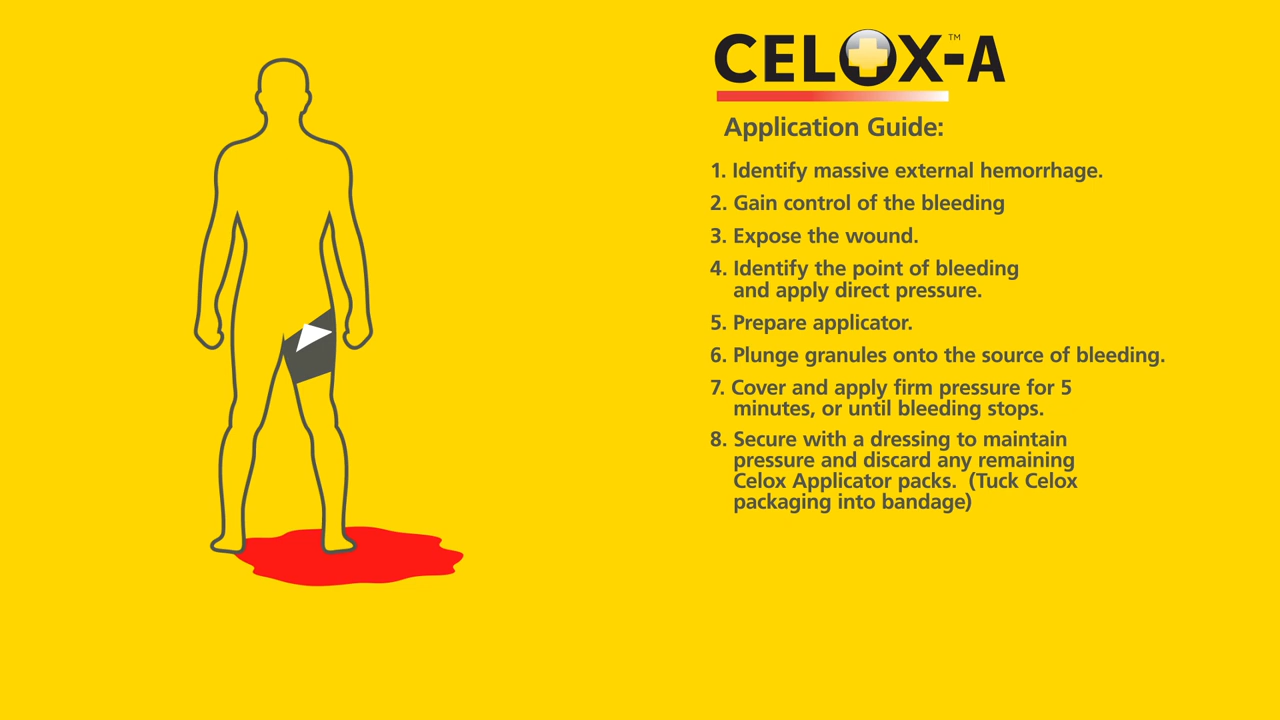 CELOX-A™
Application Guide:
1. Identify massive external hemorrhage.
2. Gain control of the bleeding
3. Expose the wound.
4. Identify the point of bleeding
and apply direct pressure.
5. Prepare applicator.
6. Plunge granules onto the source of bleeding.
7. Cover and apply firm pressure for 5
minutes, or until bleeding stops.
8. Secure with a dressing to maintain
pressure and discard any remaining
Celox Applicator packs. (Tuck Celox
packaging into bandage)